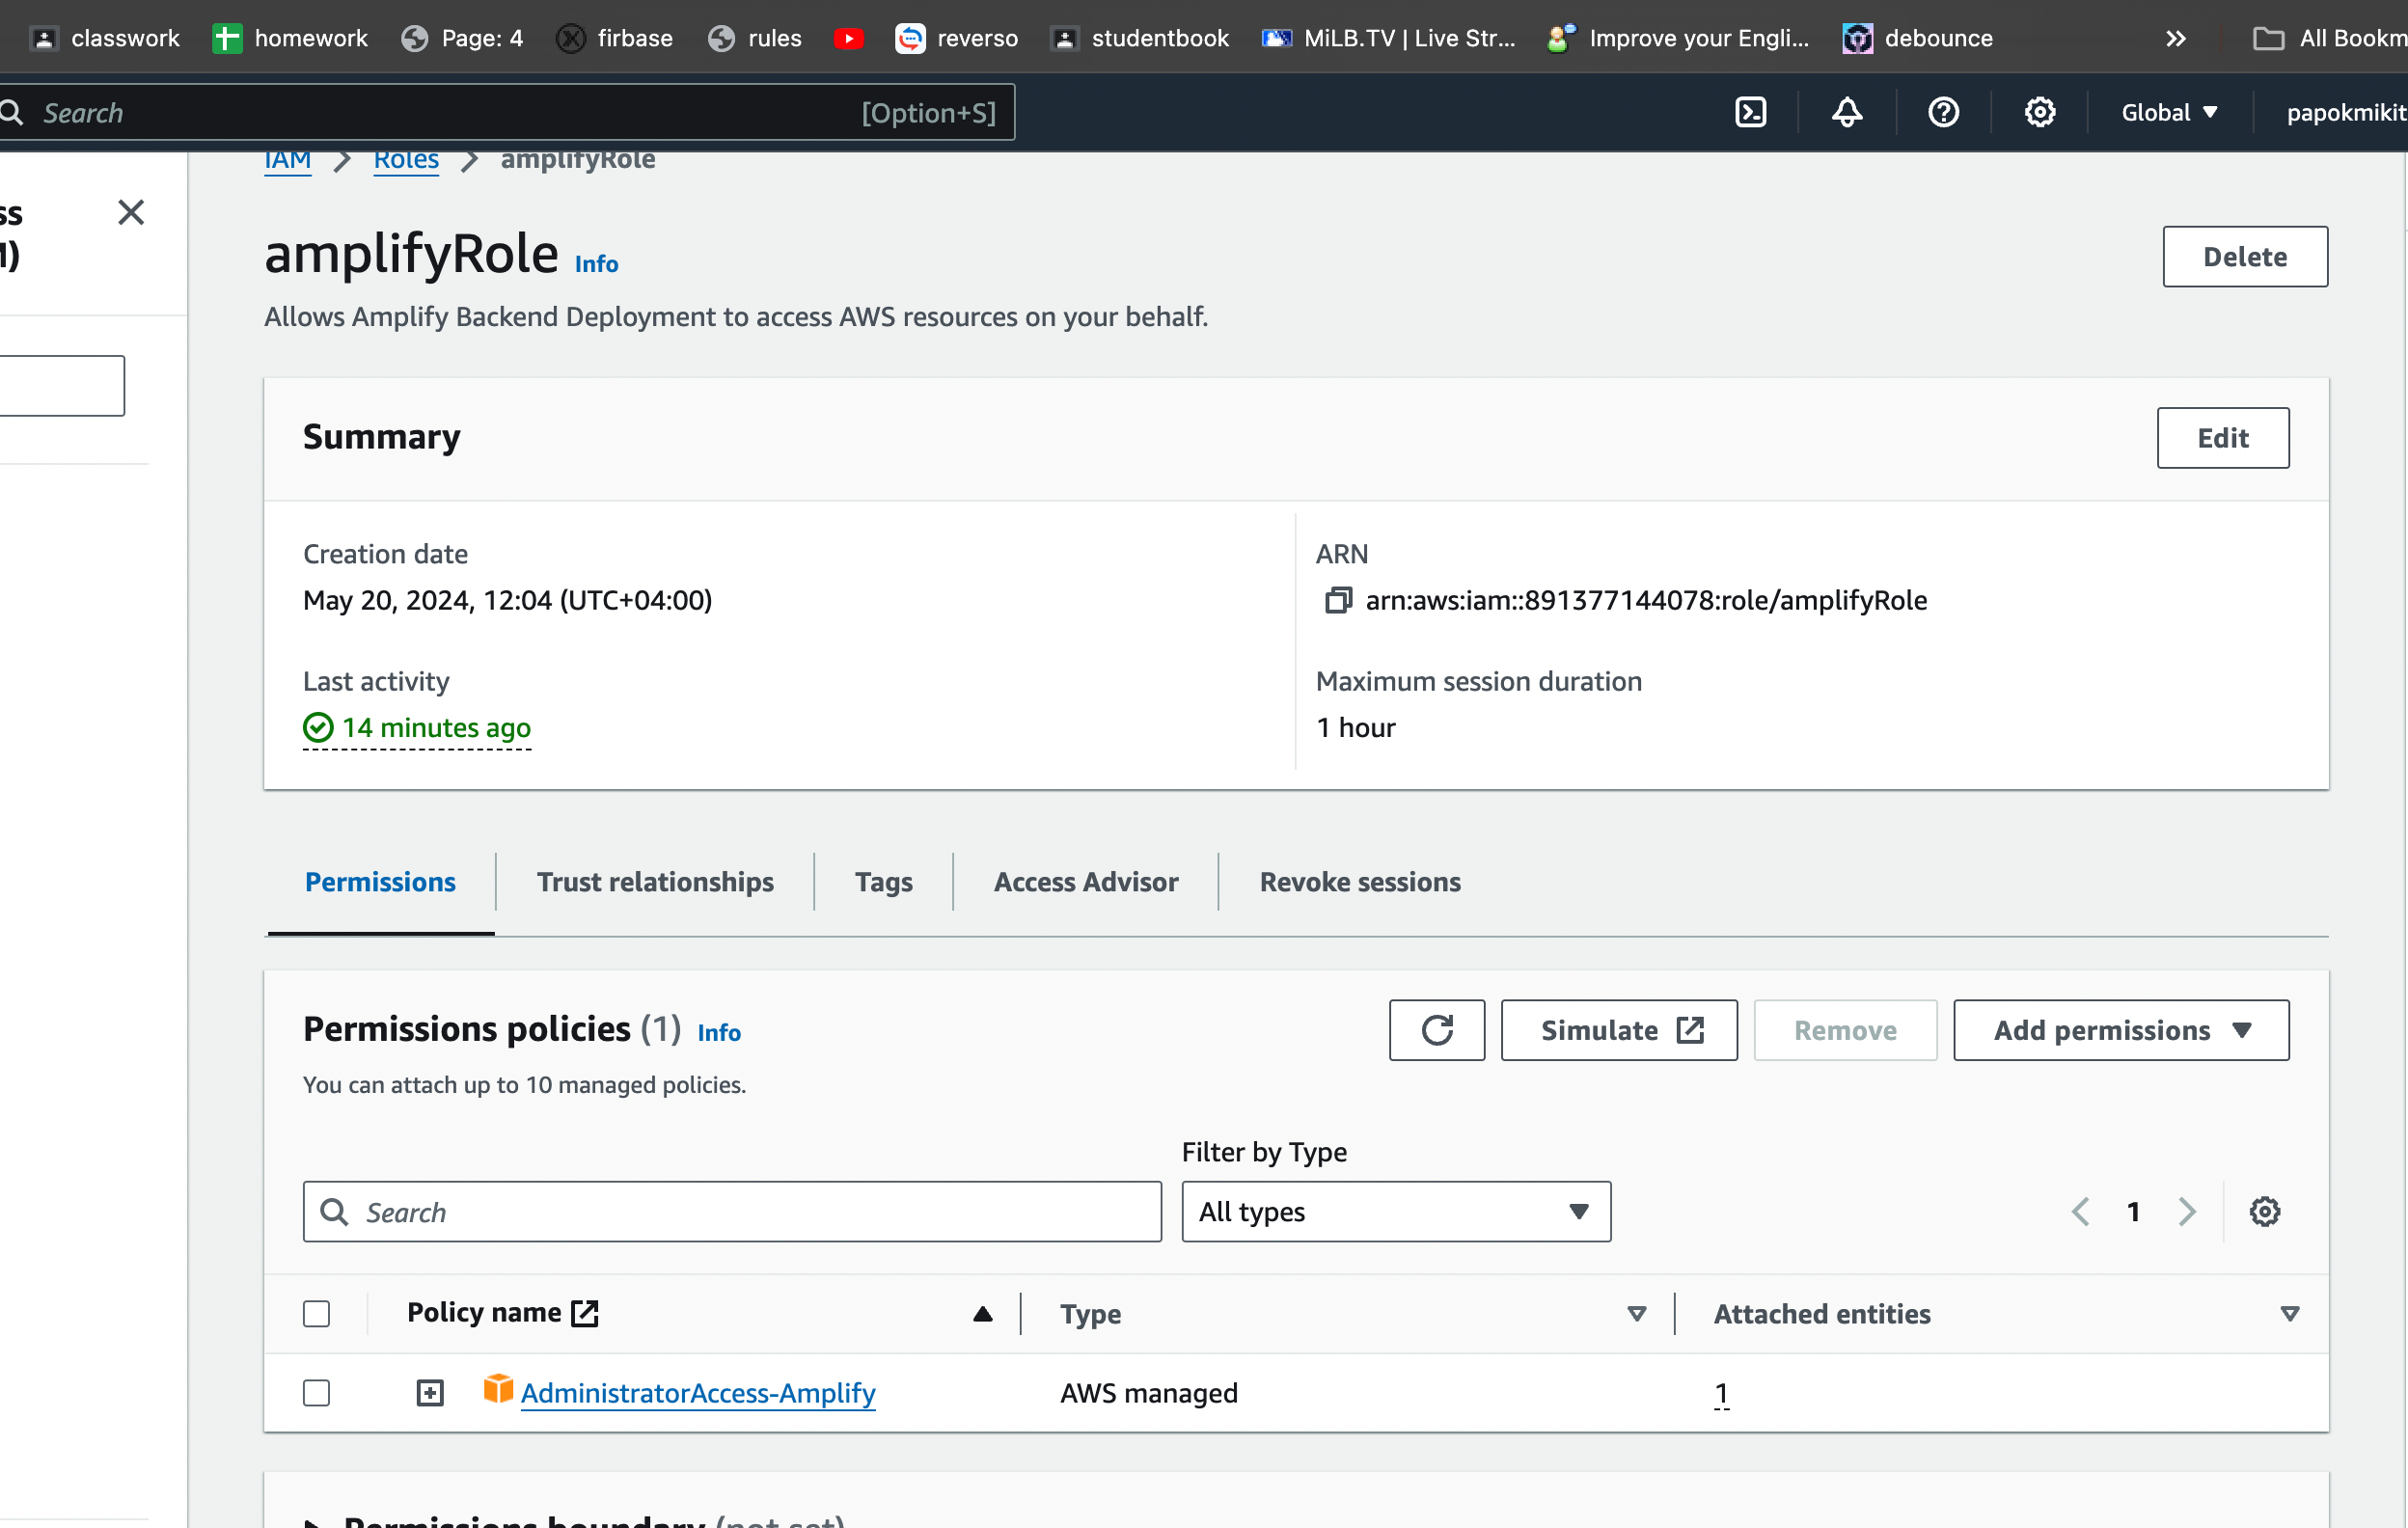 classwork homework Page: 4 firbase rules reverso studentbook MiLB.TV | Live Str... Improve your Engli... debounce All Bookm
Search [Option+S] Global papokmikit
IAM Roles amplifyRole
ss
amplifyRole Info
Delete
Allows Amplify Backend Deployment to access AWS resources on your behalf.
Summary
Edit
Creation date
May 20, 2024, 12:04 (UTC+04:00)
ARN
arn:aws:iam::891377144078:role/amplifyRole
Last activity
14 minutes ago
Maximum session duration
1 hour
Permissions Trust relationships Tags Access Advisor Revoke sessions
Permissions policies (1) Info
Simulate Remove Add permissions
You can attach up to 10 managed policies.
Filter by Type
Search All types 1
Policy name Type Attached entities
AdministratorAccess-Amplify AWS managed 1
Permissions boundary (not set)